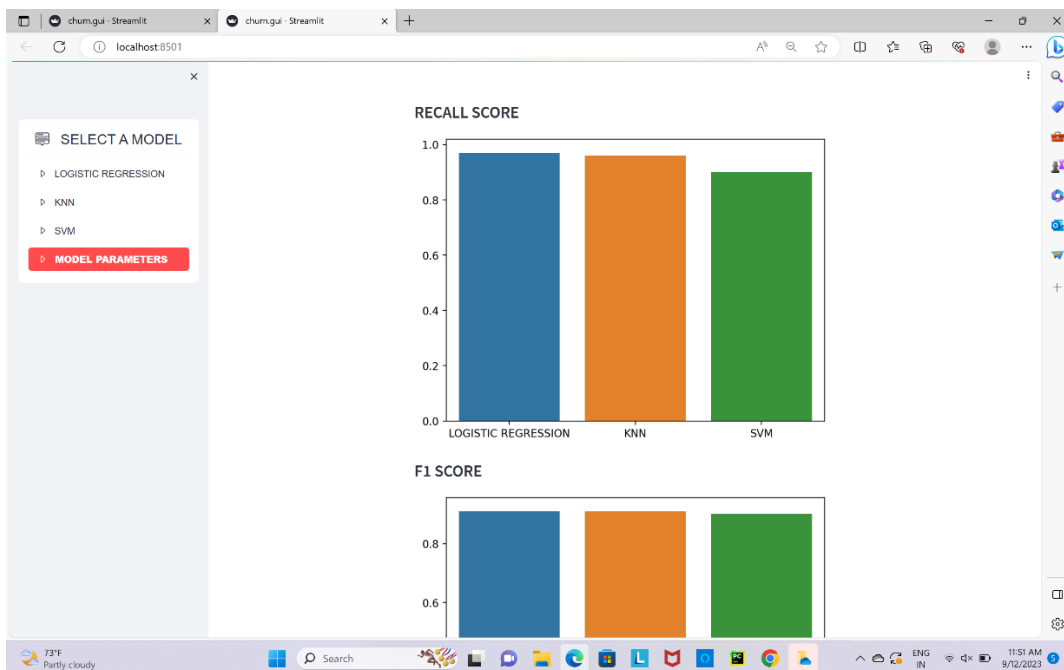 churn.gui · Streamlit
churn.gui · Streamlit
localhost:8501
SELECT A MODEL
LOGISTIC REGRESSION
KNN
SVM
MODEL PARAMETERS
RECALL SCORE
1.0
0.8
0.6
0.4
0.2
0.0
LOGISTIC REGRESSION KNN SVM
F1 SCORE
0.8
0.6
73°F
Partly cloudy
Search
L
PC
ENG
IN
11:51 AM
9/12/2023